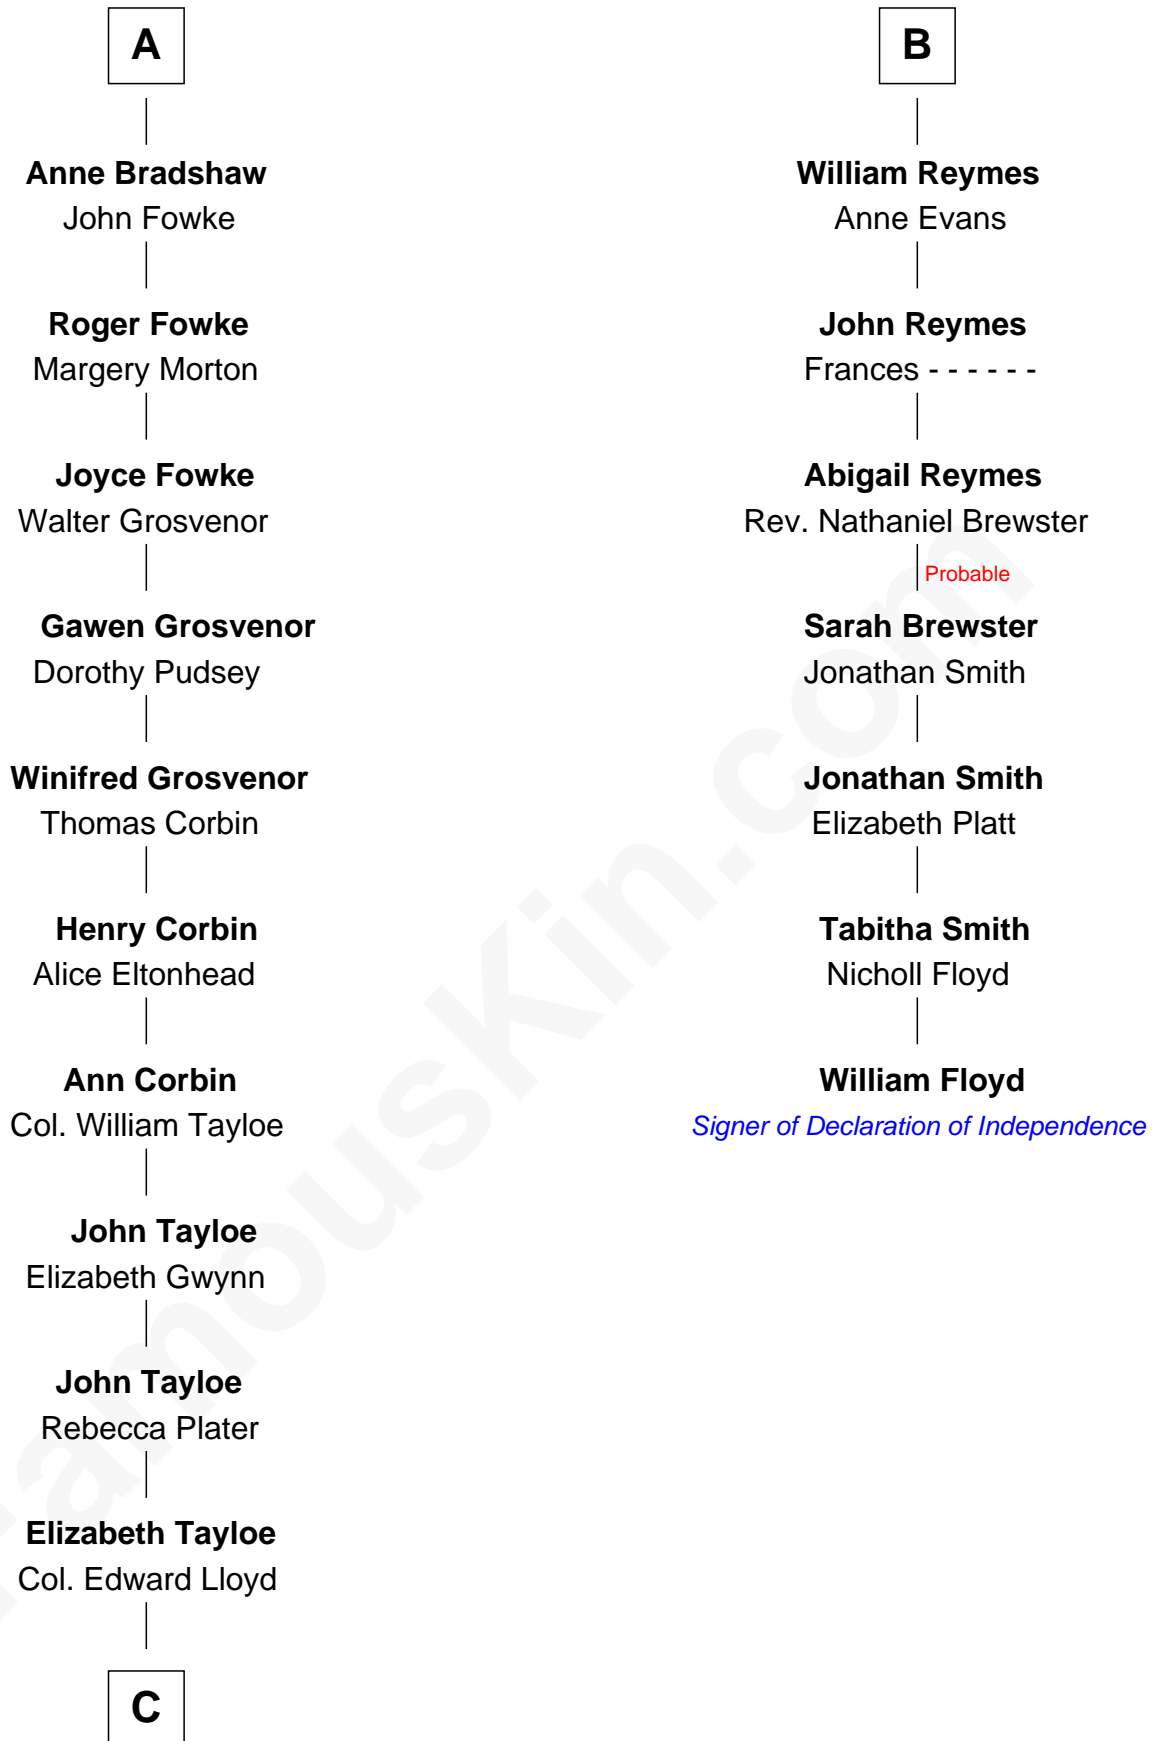 A
Anne Bradshaw
John Fowke
Roger Fowke
Margery Morton
Joyce Fowke
Walter Grosvenor
Gawen Grosvenor
Dorothy Pudsey
Winifred Grosvenor
Thomas Corbin
Henry Corbin
Alice Eltonhead
Ann Corbin
Col. William Tayloe
John Tayloe
Elizabeth Gwynn
John Tayloe
Rebecca Plater
Elizabeth Tayloe
Col. Edward Lloyd
C
B
William Reymes
Anne Evans
John Reymes
Frances - - - - - -
Abigail Reymes
Rev. Nathaniel Brewster
Probable
Sarah Brewster
Jonathan Smith
Jonathan Smith
Elizabeth Platt
Tabitha Smith
Nicholl Floyd
William Floyd
Signer of Declaration of Independence
FamousKin.com